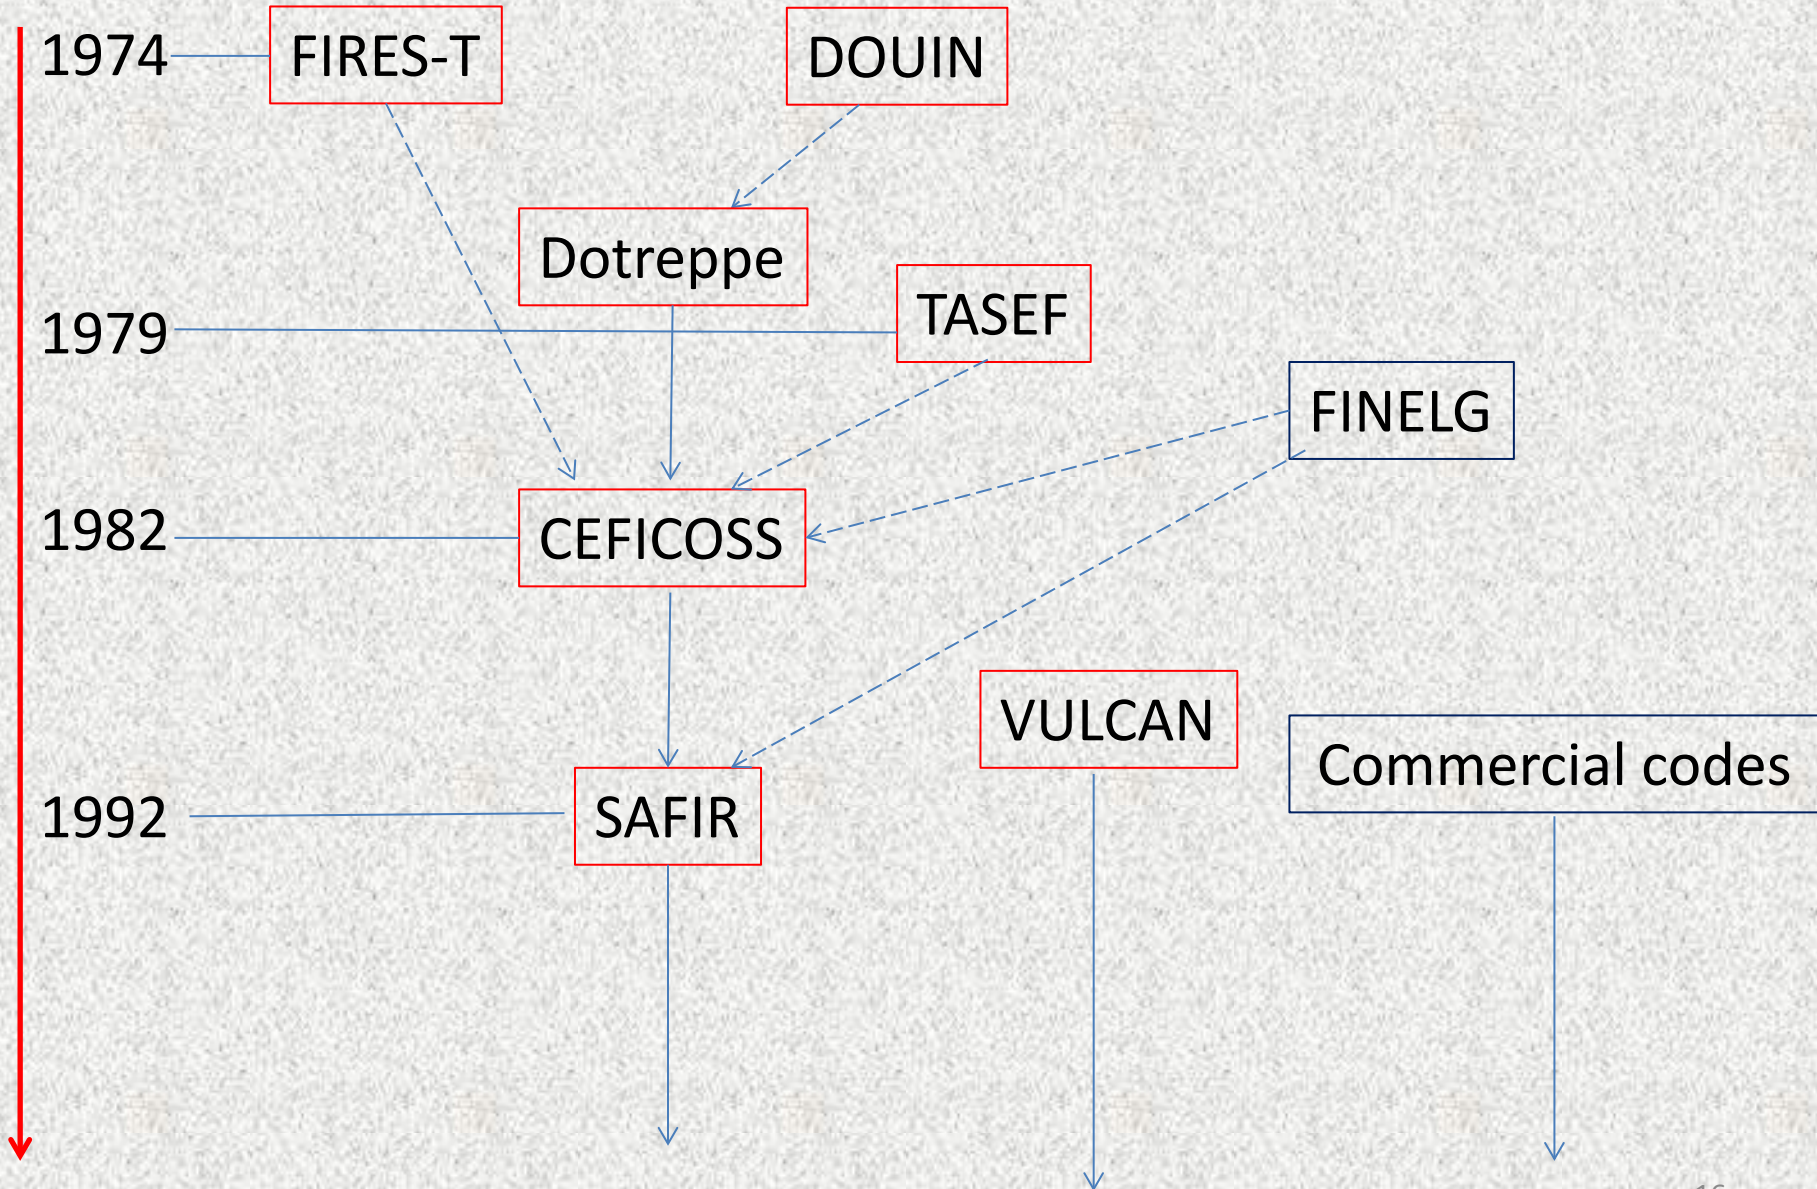 1974
FIRES-T
DOUIN
Dotreppe
TASEF
1979
FINELG
1982
CEFICOSS
VULCAN
Commercial codes
1992
SAFIR